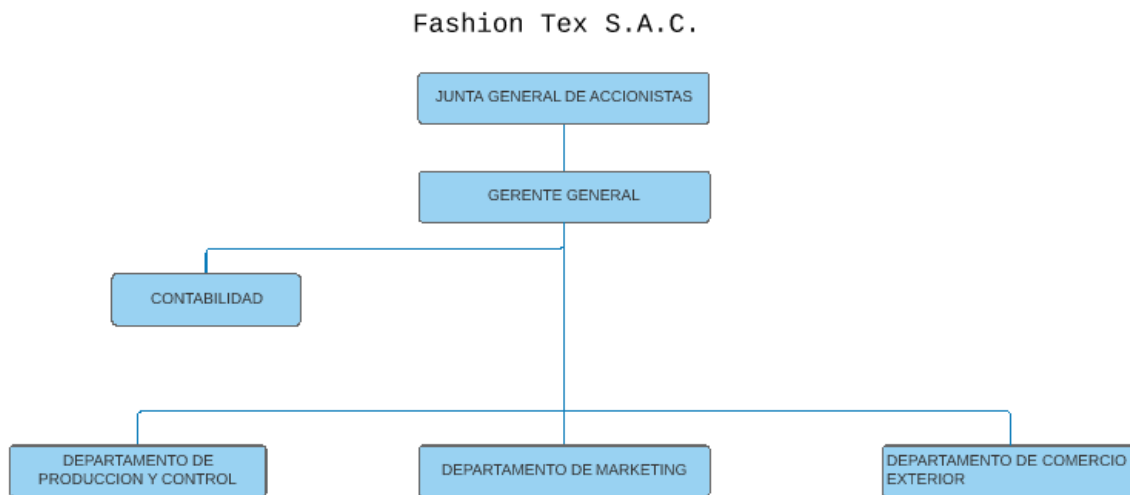 Fashion Tex S.A.C.
JUNTA GENERAL DE ACCIONISTAS
GERENTE GENERAL
CONTABILIDAD
DEPARTAMENTO DE
PRODUCCION Y CONTROL
DEPARTAMENTO DE MARKETING
DEPARTAMENTO DE COMERCIO
EXTERIOR